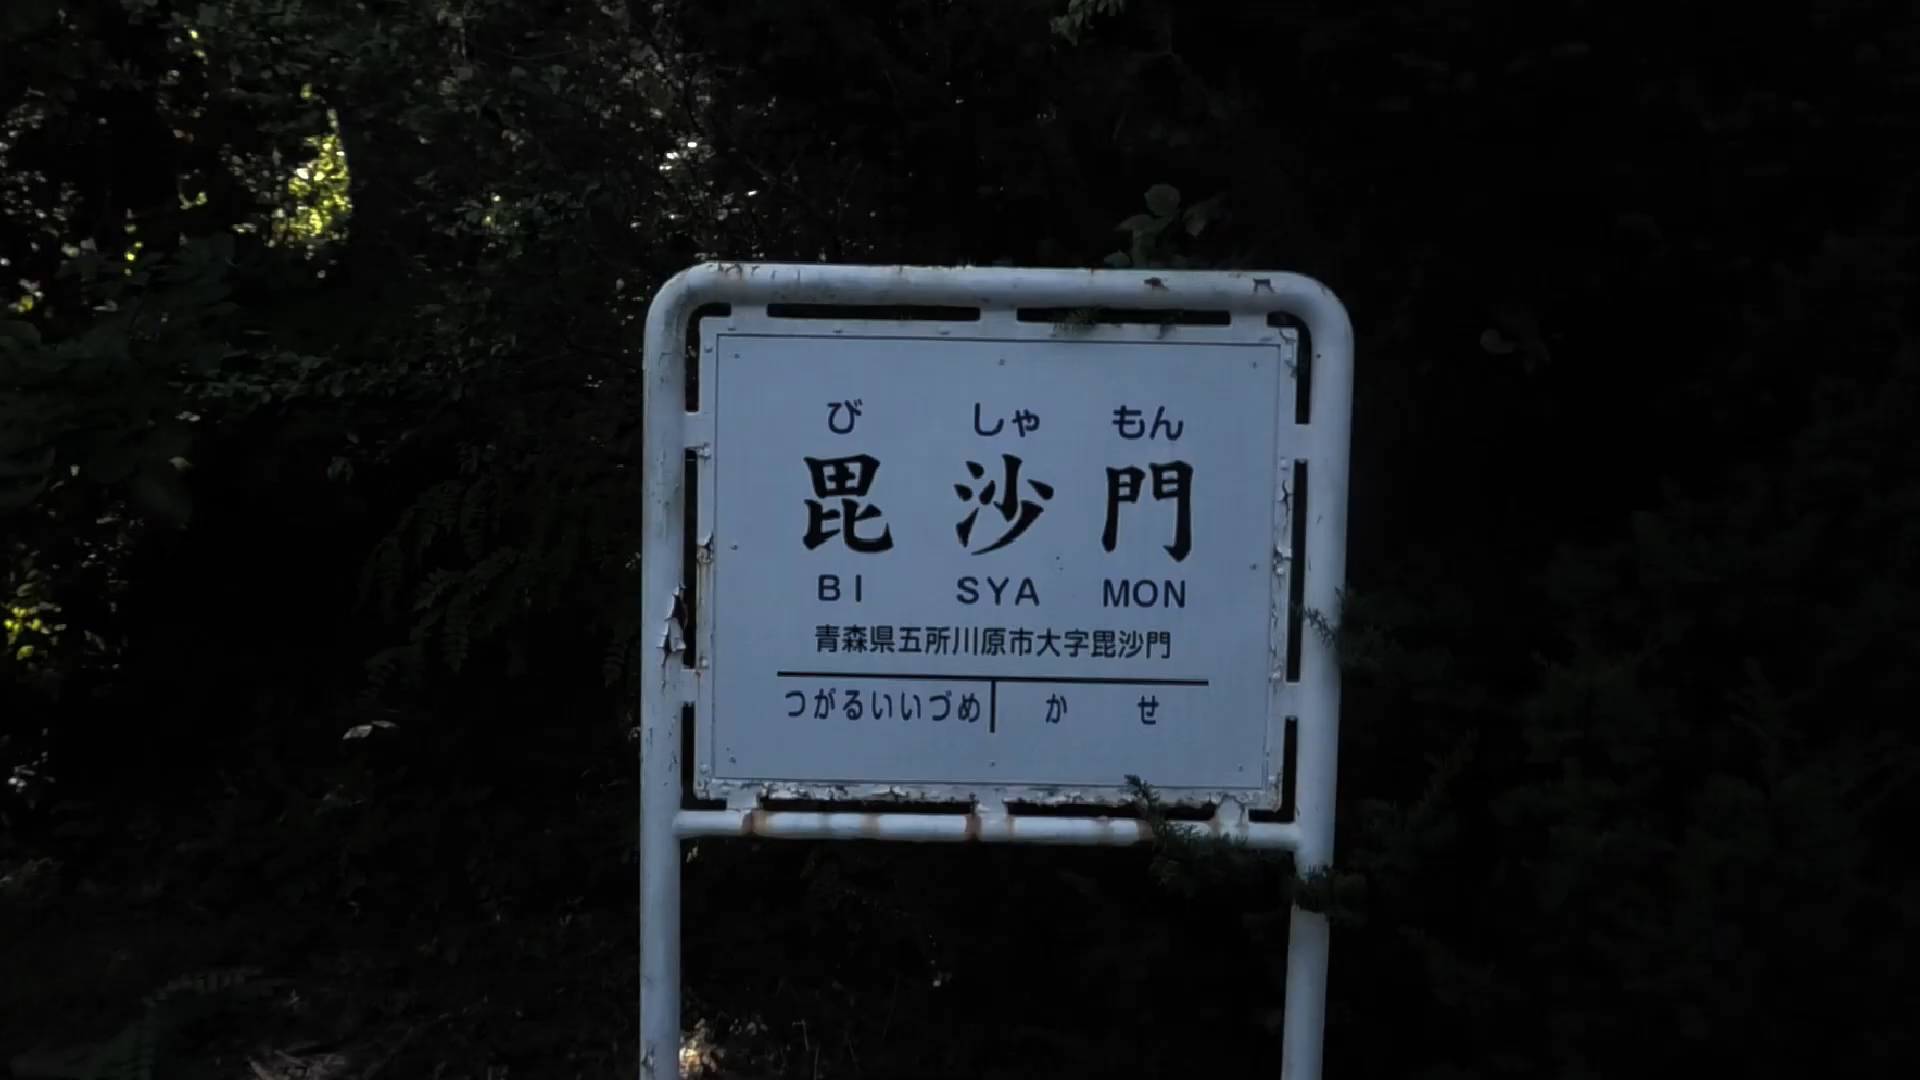 び しゃ もん
毘 沙 門
BI SYA MON
青森県五所川原市大字毘沙門
つがるいいづめ か せ